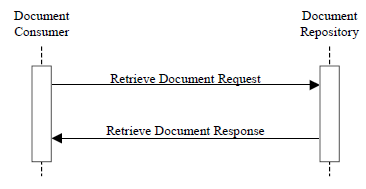 Document
Consumer
Document
Repository
Retrieve Document Request
Retrieve Document Response